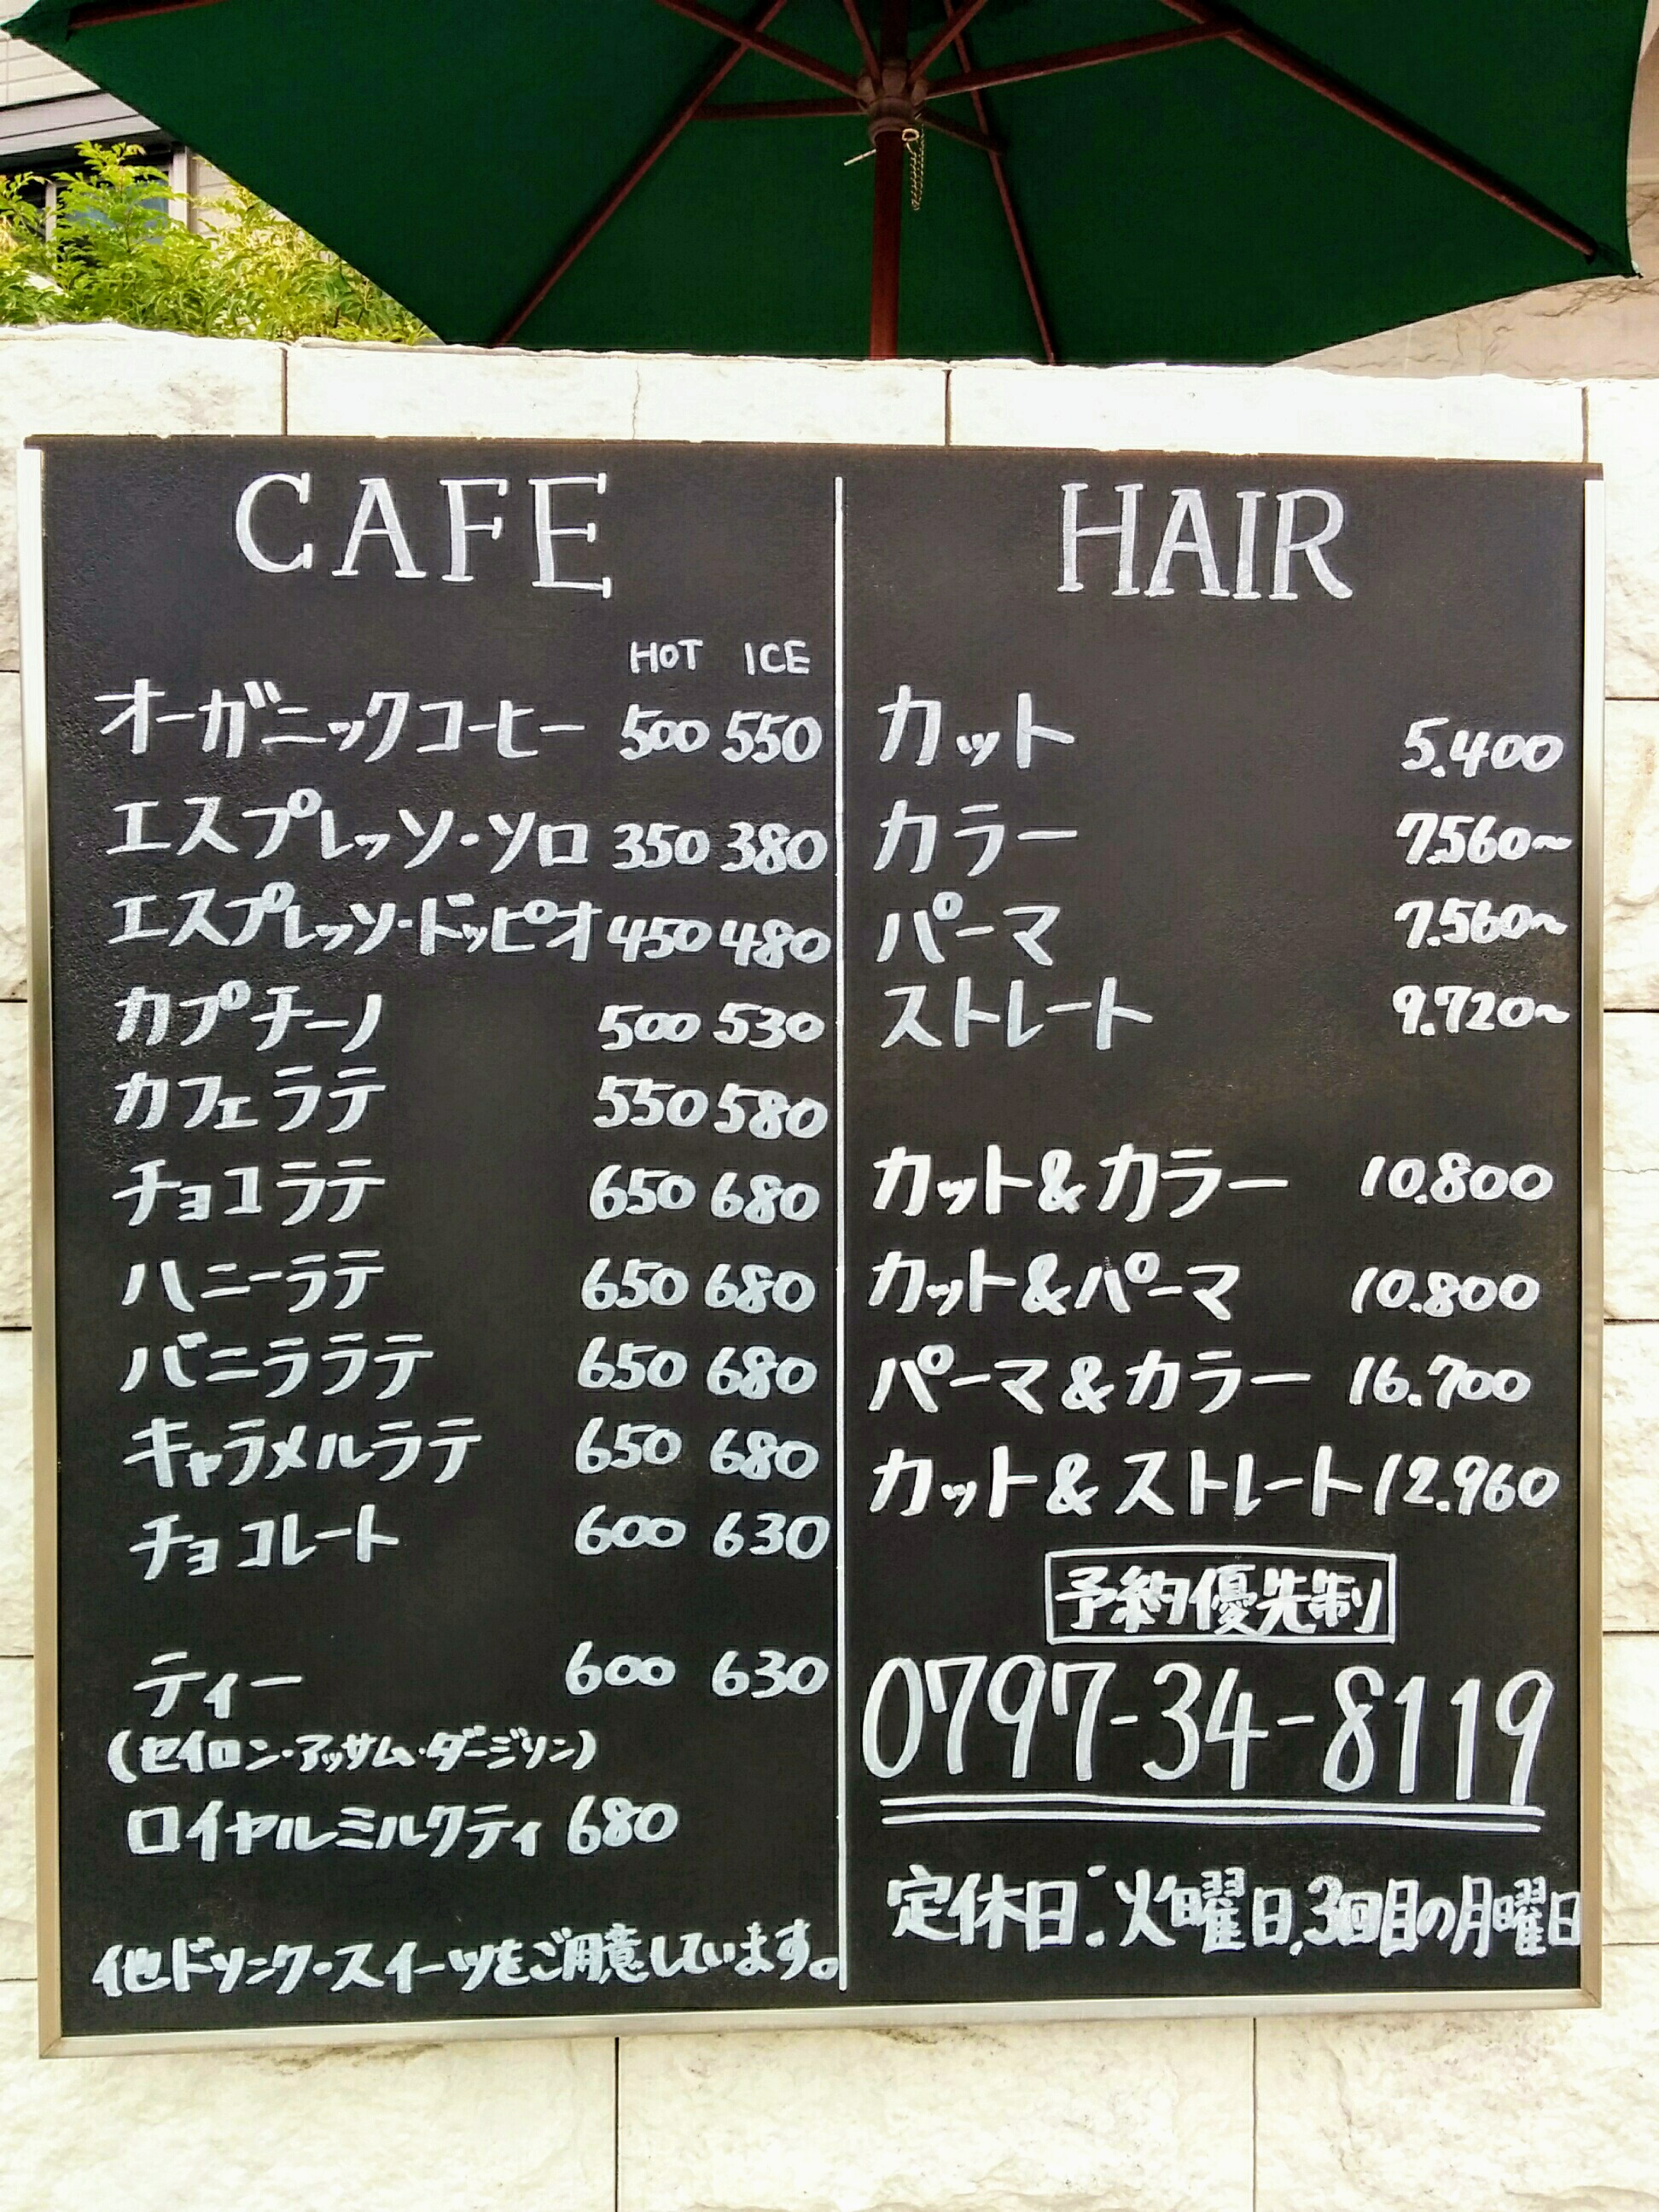 CAFE
HOT ICE
オーガニックコーヒー 500 550
エスプレッソ・ソロ 350 380
エスプレッソ・ドッピオ 450 480
カプチーノ 500 530
カフェラテ 550 580
チョコラテ 650 680
ハニーラテ 650 680
バニララテ 650 680
キャラメルラテ 650 680
チョコレート 600 630
ティー 600 630
(セイロン・アッサム・ダージリン)
ロイヤルミルクティ 680
他ドリンク・スイーツをご用意しています。
HAIR
カット 5.400
カラー 7.560〜
パーマ 7.560〜
ストレート 9.720〜
カット&カラー 10.800
カット&パーマ 10.800
パーマ&カラー 16.700
カット&ストレート 12.960
予約優先制
0797-34-8119
定休日:火曜日,3回目の月曜日